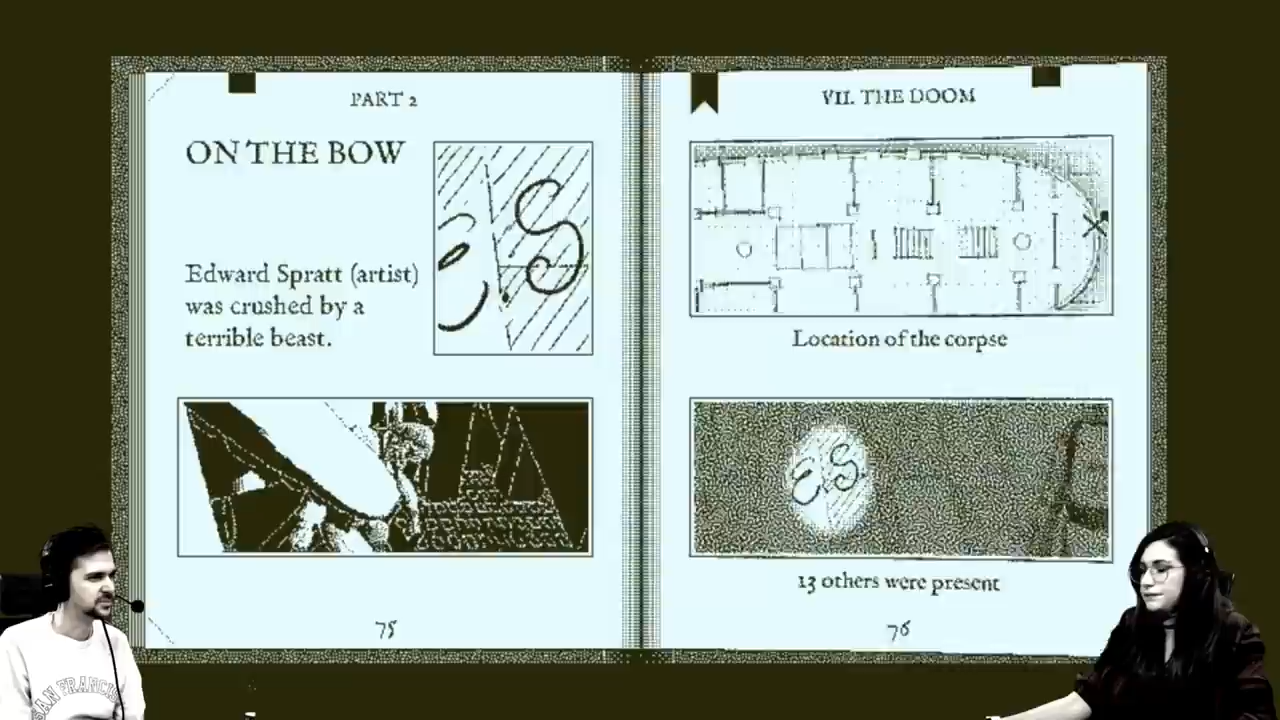 PART 2
ON THE BOW
E.S
Edward Spratt (artist)
was crushed by a
terrible beast.
75
VII. THE DOOM
Location of the corpse
E.S.
13 others were present
76